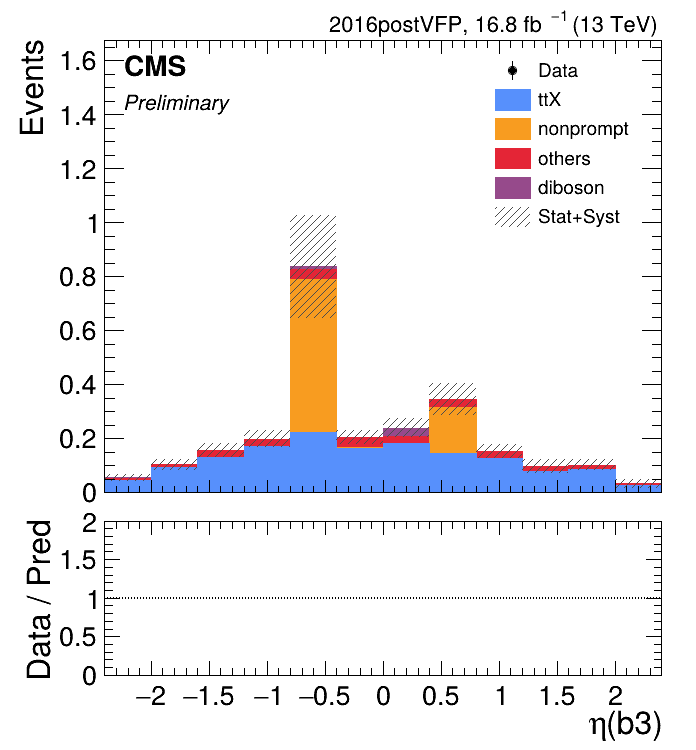 2016postVFP, 16.8 fb⁻¹ (13 TeV)
CMS
Preliminary
Events
1.6
1.4
1.2
1
0.8
0.6
0.4
0.2
0
Data
ttX
nonprompt
others
diboson
Stat+Syst
Data / Pred
2
1.5
1
0.5
0
−2 −1.5 −1 −0.5 0 0.5 1 1.5 2
η(b3)